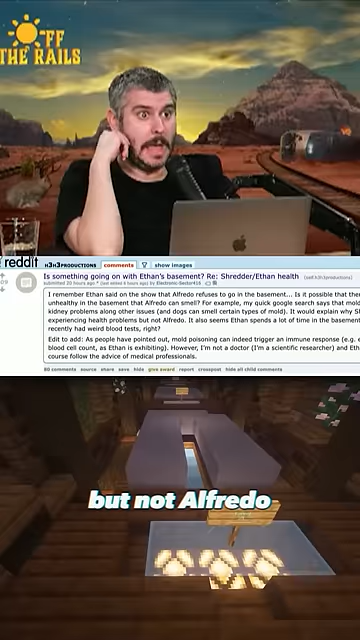 OFF
THE RAILS
reddit H3H3PRODUCTIONS comments show images
Is something going on with Ethan's basement? Re: Shredder/Ethan health (self.h3h3productions)
submitted 20 hours ago * (last edited 6 hours ago) by Electronic-Sector416
I remember Ethan said on the show that Alfredo refuses to go in the basement... Is it possible that the
unhealthy in the basement that Alfredo can smell? For example, my quick google search says that mold
kidney problems along other issues (and dogs can smell certain types of mold). It would explain why Sh
experiencing health problems but not Alfredo. It also seems Ethan spends a lot of time in the basement
recently had weird blood tests, right?
Edit to add: As people have pointed out, mold poisoning can indeed trigger an immune response (e.g. e
blood cell count, as Ethan is exhibiting). However, I'm not a doctor (I'm a scientific researcher) and Eth
course follow the advice of medical professionals.
80 comments source share save hide give award report crosspost hide all child comments
but not Alfredo